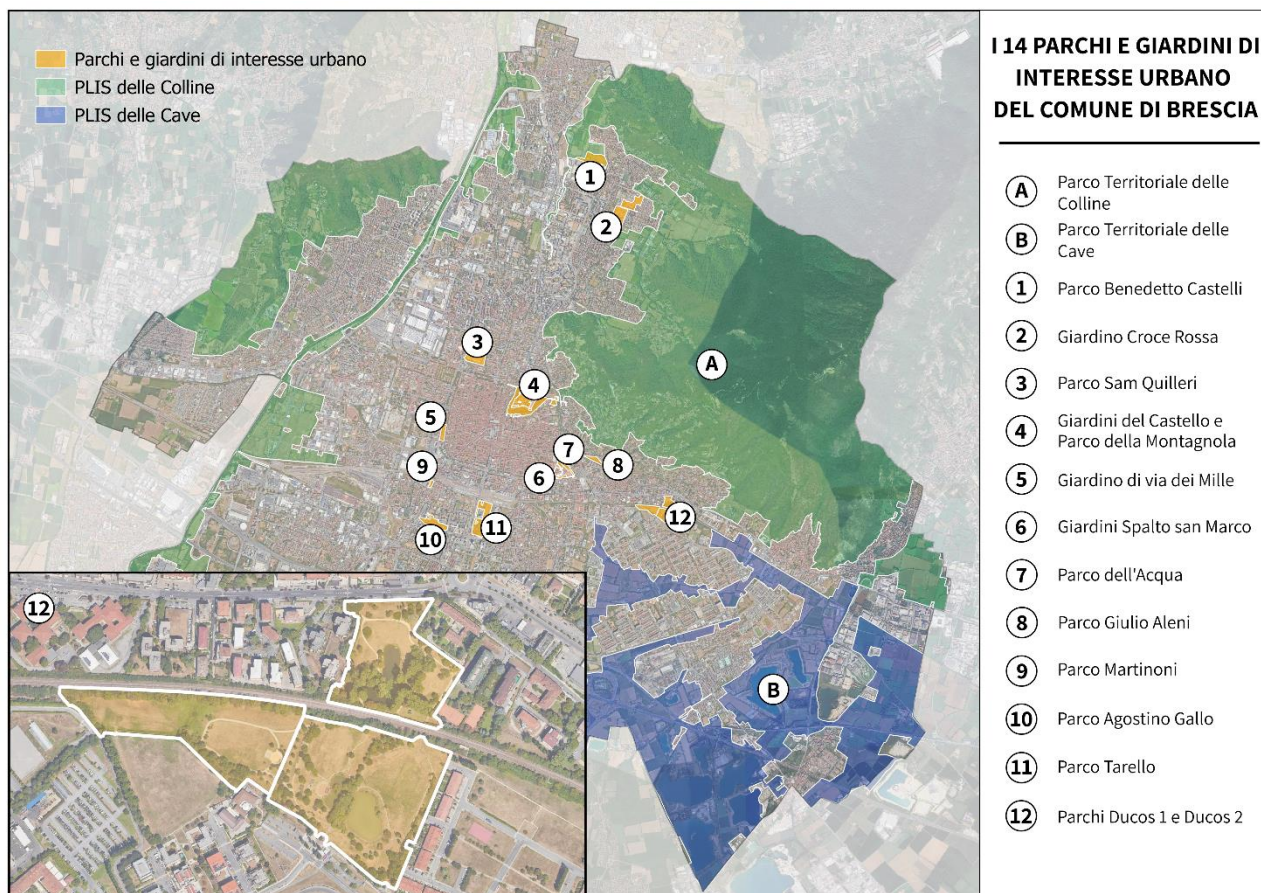 Parchi e giardini di interesse urbano
PLIS delle Colline
PLIS delle Cave
1
2
3
4
5
6
7
8
9
10
11
12
A
B
12
I 14 PARCHI E GIARDINI DI
INTERESSE URBANO
DEL COMUNE DI BRESCIA
A Parco Territoriale delle
Colline
B Parco Territoriale delle
Cave
1 Parco Benedetto Castelli
2 Giardino Croce Rossa
3 Parco Sam Quilleri
4 Giardini del Castello e
Parco della Montagnola
5 Giardino di via dei Mille
6 Giardini Spalto san Marco
7 Parco dell'Acqua
8 Parco Giulio Aleni
9 Parco Martinoni
10 Parco Agostino Gallo
11 Parco Tarello
12 Parchi Ducos 1 e Ducos 2